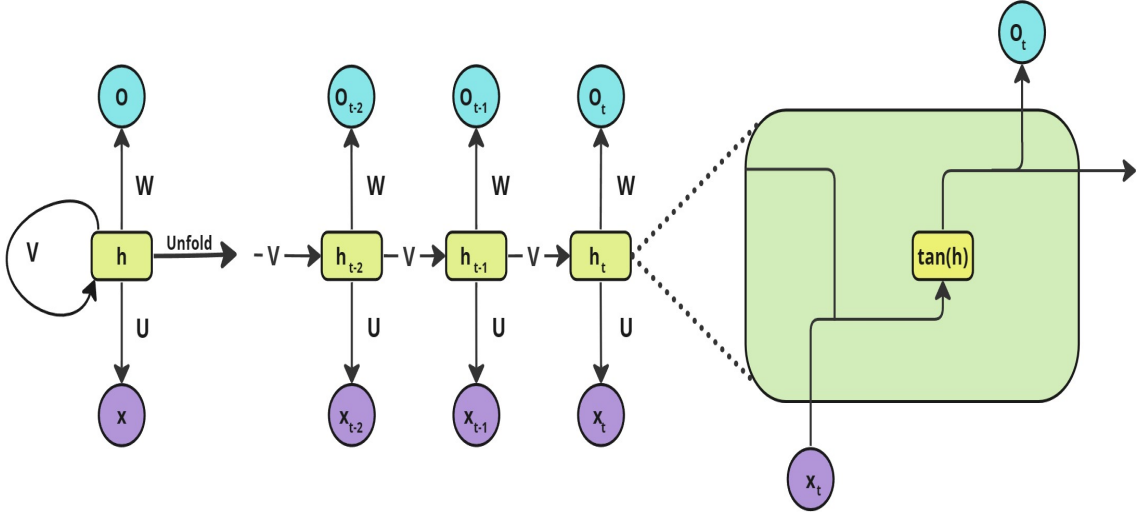 O
W
V
h
Unfold
U
x
O t-2
O t-1
O t
W
W
W
V
h t-2
V
h t-1
V
h t
U
U
U
x t-2
x t-1
x t
O t
tan(h)
x t